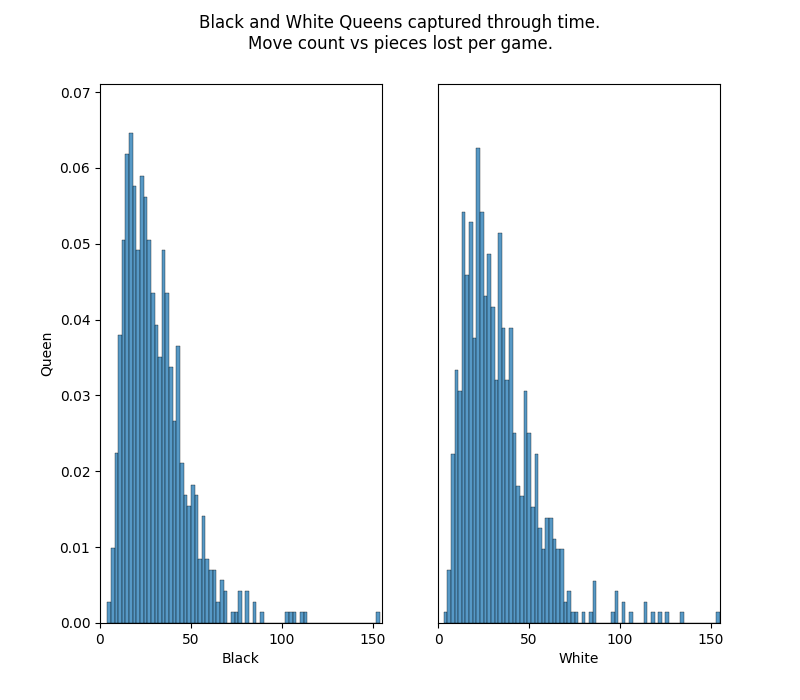 Black and White Queens captured through time.
Move count vs pieces lost per game.
0.07
0.06
0.05
0.04
0.03
0.02
0.01
0.00
Queen
0 50 100 150
Black
0 50 100 150
White